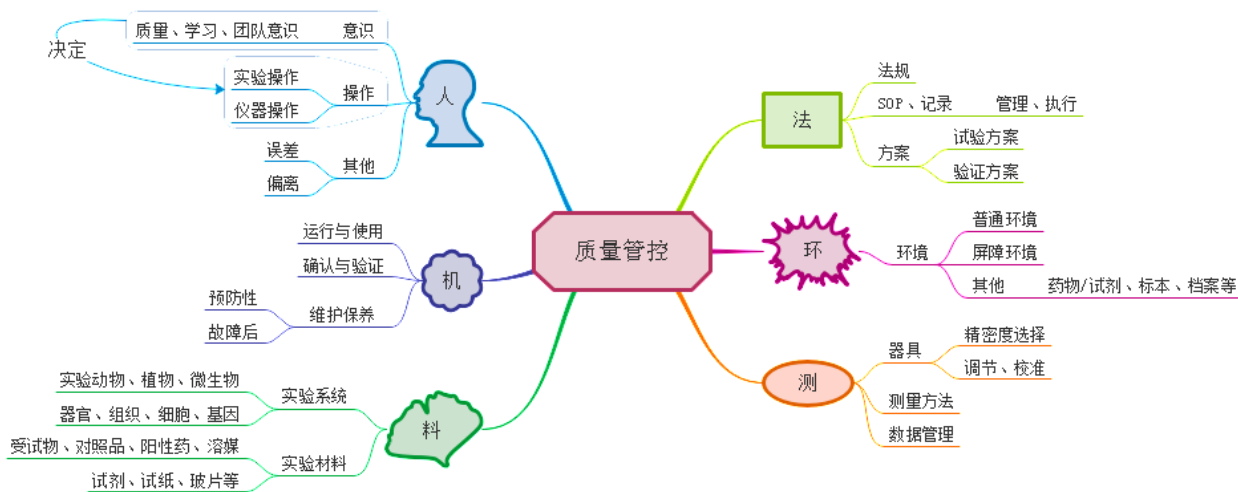 质量管控
人
意识
质量、学习、团队意识
决定
操作
实验操作
仪器操作
其他
误差
偏离
机
运行与使用
确认与验证
维护保养
预防性
故障后
料
实验系统
实验动物、植物、微生物
器官、组织、细胞、基因
实验材料
受试物、对照品、阳性药、溶媒
试剂、试纸、玻片等
法
法规
SOP、记录
管理、执行
方案
试验方案
验证方案
环
环境
普通环境
屏障环境
其他
药物/试剂、标本、档案等
测
器具
精密度选择
调节、校准
测量方法
数据管理